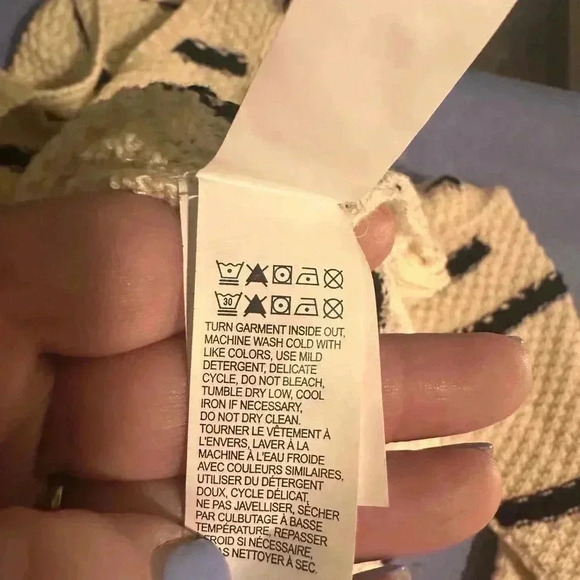 30
TURN GARMENT INSIDE OUT,
MACHINE WASH COLD WITH
LIKE COLORS, USE MILD
DETERGENT, DELICATE
CYCLE, DO NOT BLEACH,
TUMBLE DRY LOW, COOL
IRON IF NECESSARY,
DO NOT DRY CLEAN.
TOURNER LE VÊTEMENT À
L'ENVERS, LAVER À LA
MACHINE À L'EAU FROIDE
AVEC COULEURS SIMILAIRES,
UTILISER DU DÉTERGENT
DOUX, CYCLE DÉLICAT,
NE PAS JAVELLISER, SÉCHER
PAR CULBUTAGE À BASSE
TEMPÉRATURE, REPASSER
FROID SI NÉCESSAIRE,
PAS NETTOYER À SEC.